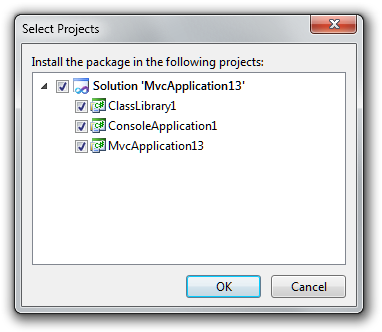 Select Projects
Install the package in the following projects:
Solution 'MvcApplication13'
ClassLibrary1
ConsoleApplication1
MvcApplication13
OK
Cancel